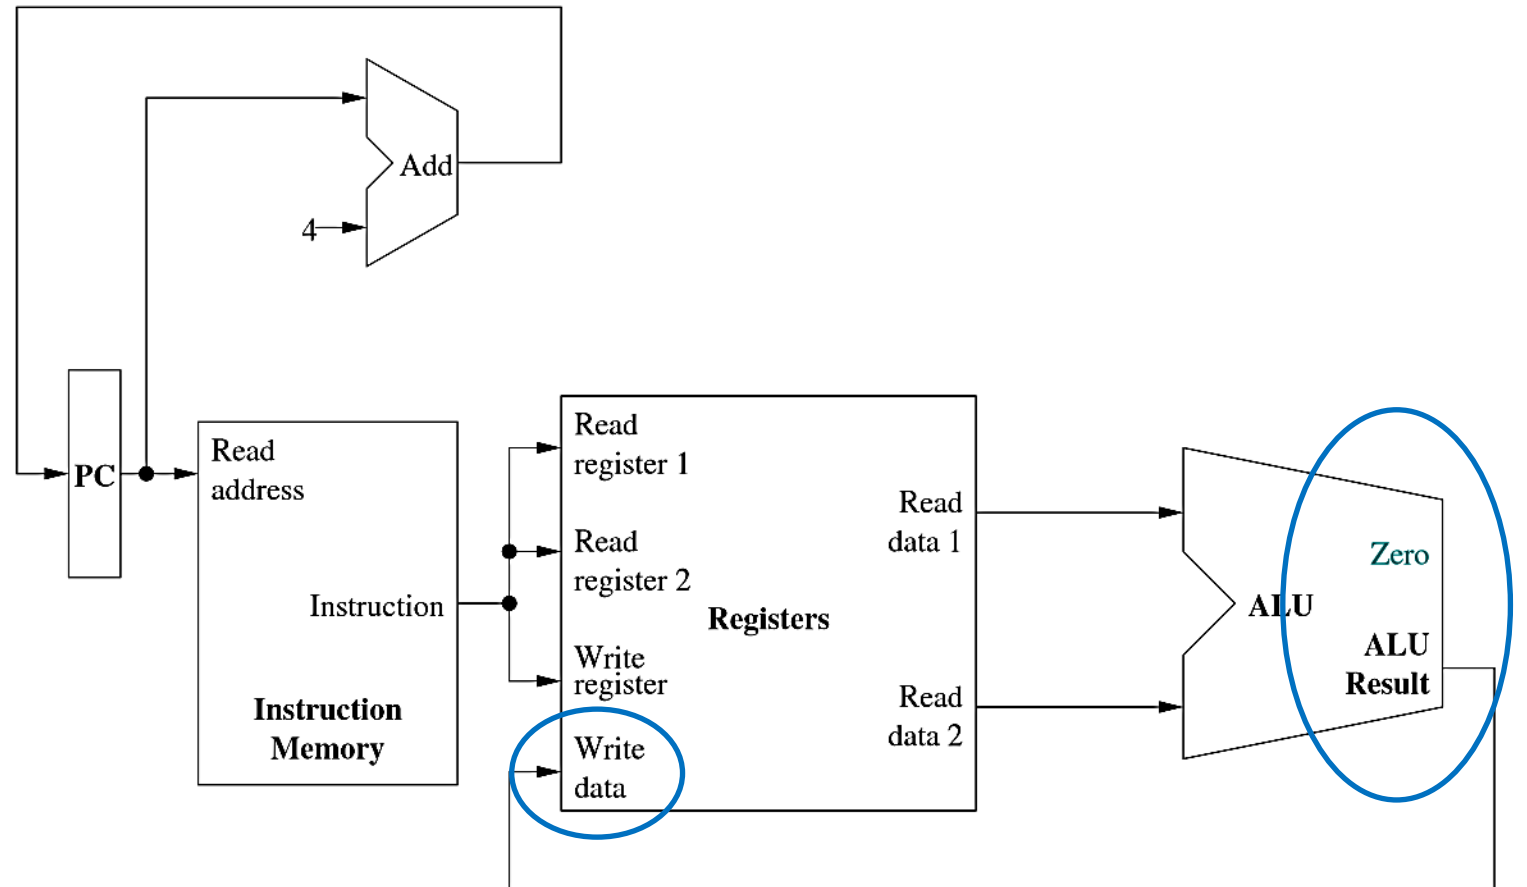 Add
4
PC
Read
address
Instruction
Instruction
Memory
Read
register 1
Read
register 2
Write
register
Write
data
Registers
Read
data 1
Read
data 2
ALU
Zero
ALU
Result